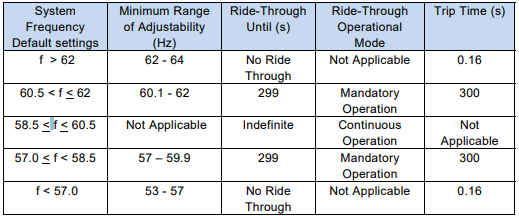 System Frequency Default settings | Minimum Range of Adjustability (Hz) | Ride-Through Until (s) | Ride-Through Operational Mode | Trip Time (s)
f > 62 | 62 - 64 | No Ride Through | Not Applicable | 0.16
60.5 < f ≤ 62 | 60.1 - 62 | 299 | Mandatory Operation | 300
58.5 ≤ f ≤ 60.5 | Not Applicable | Indefinite | Continuous Operation | Not Applicable
57.0 ≤ f < 58.5 | 57 – 59.9 | 299 | Mandatory Operation | 300
f < 57.0 | 53 - 57 | No Ride Through | Not Applicable | 0.16